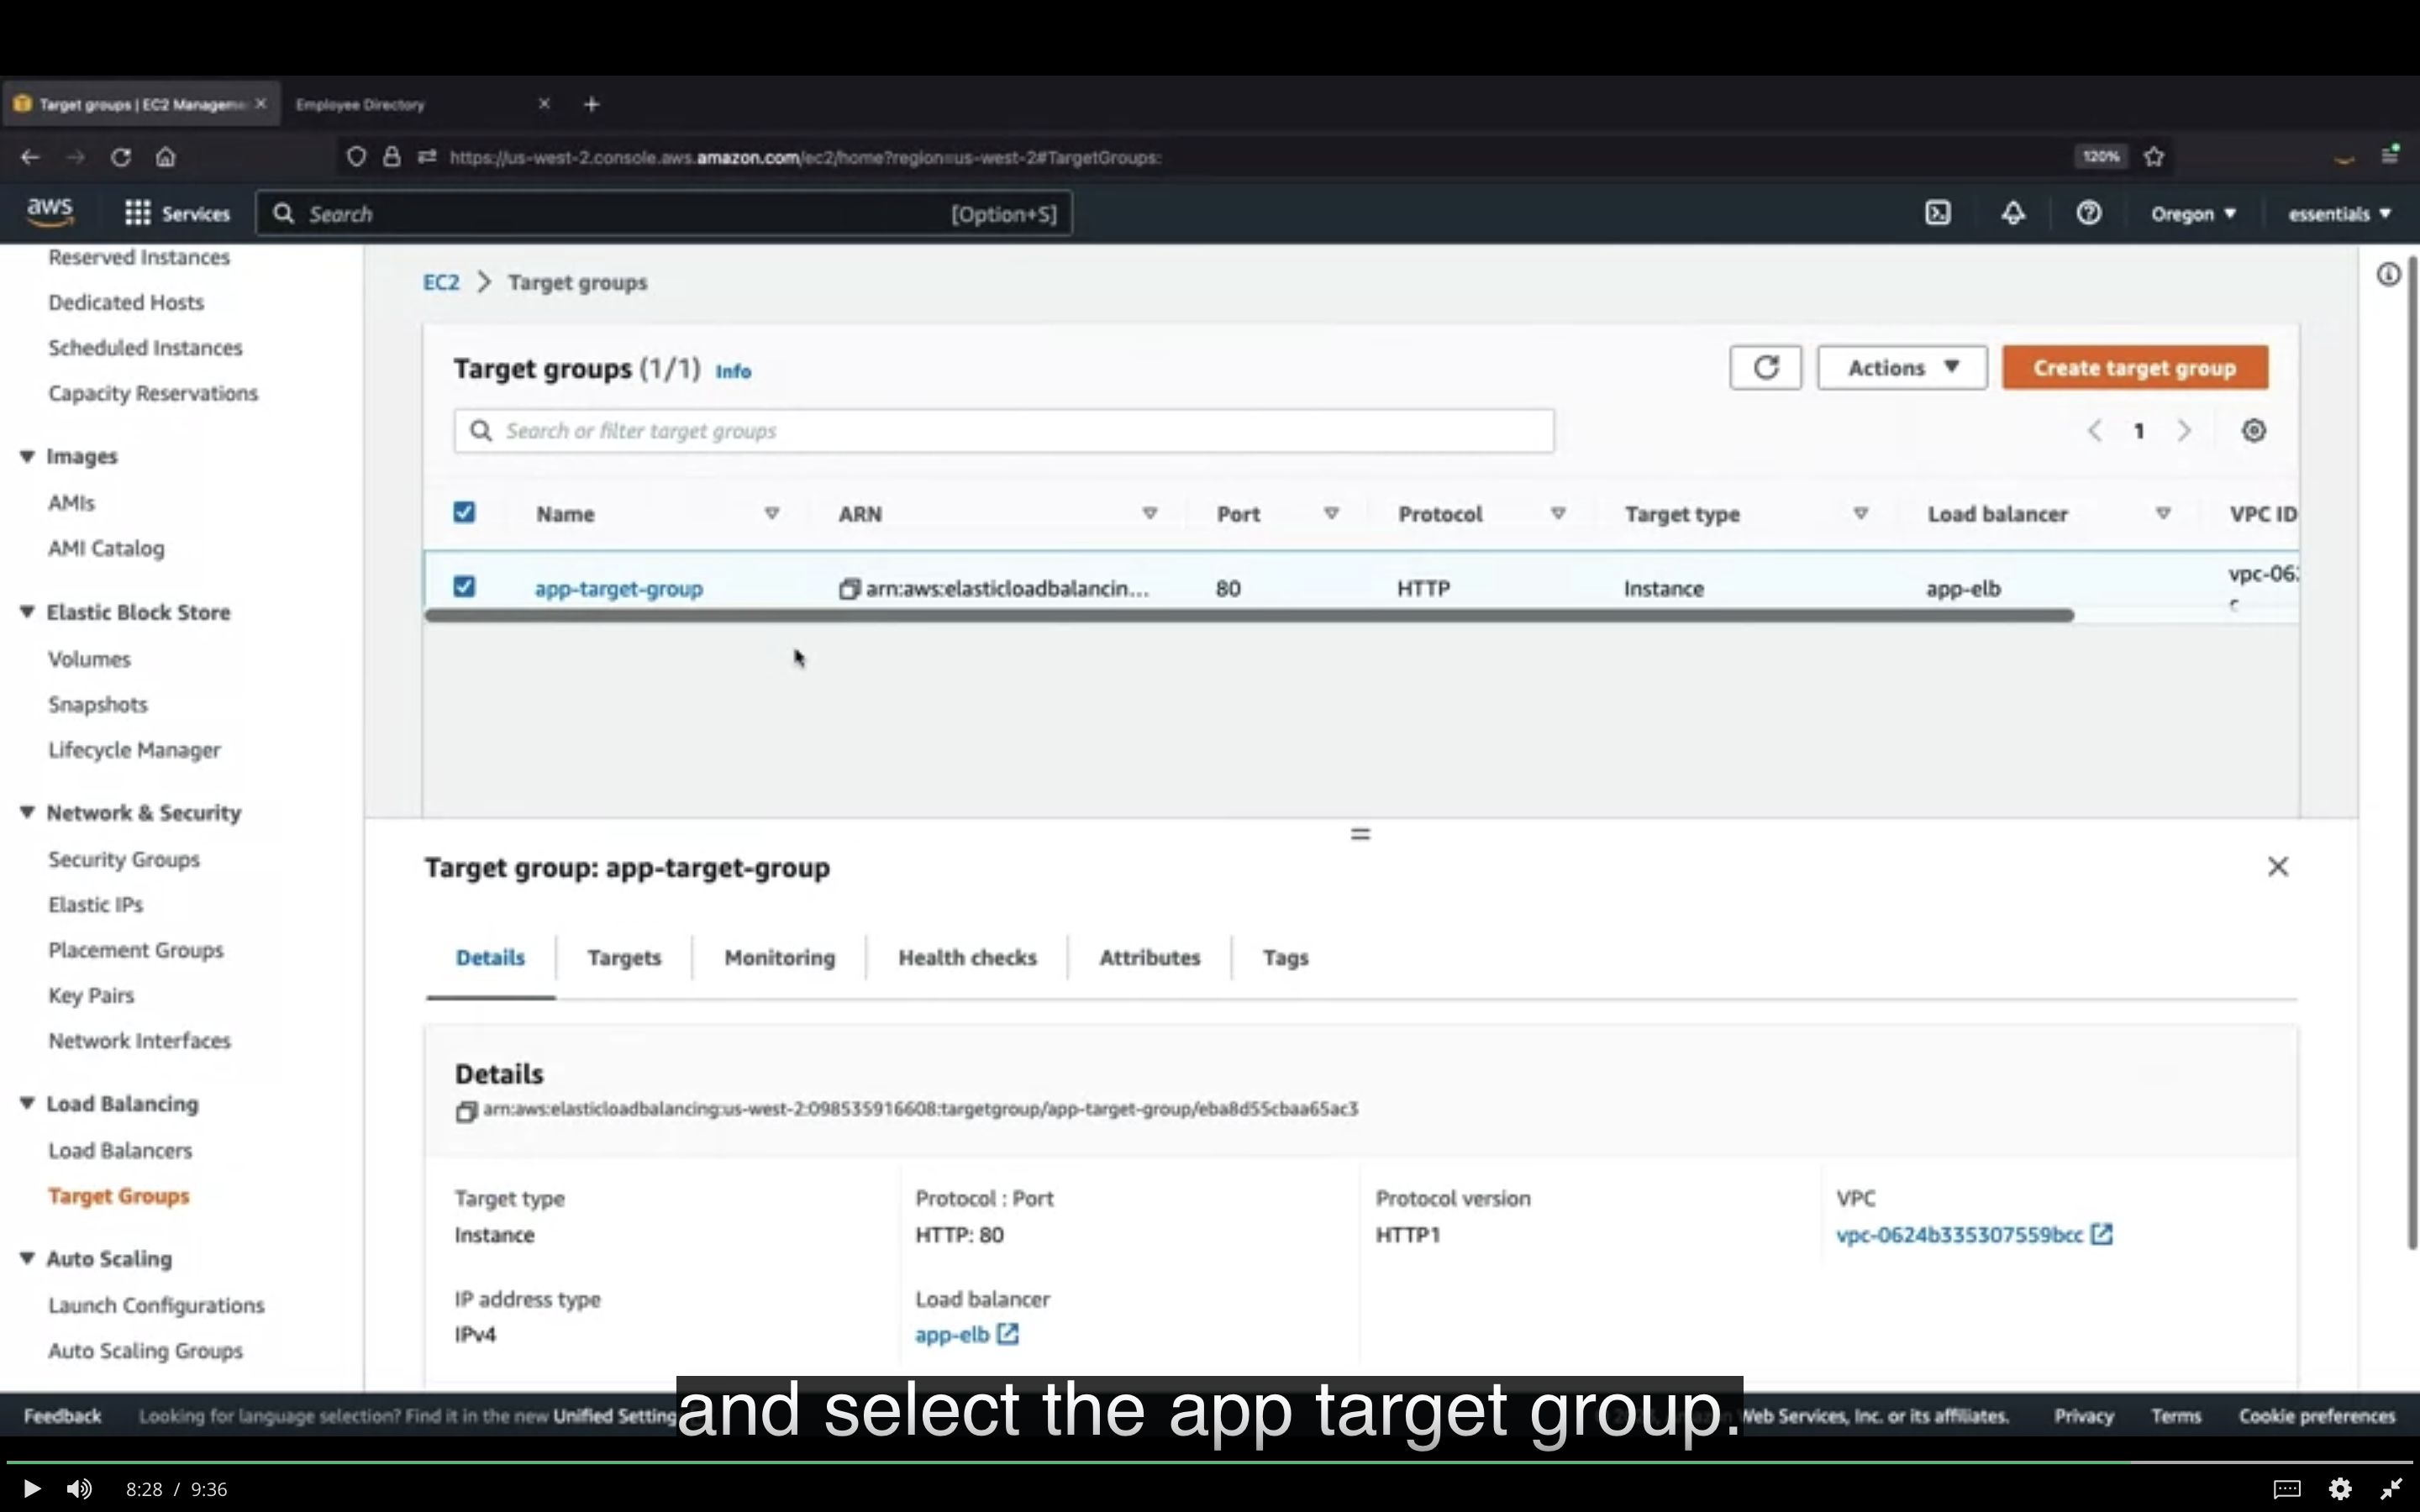 Target groups | EC2 Manageme
Employee Directory
https://us-west-2.console.aws.amazon.com/ec2/home?region=us-west-2#TargetGroups:
120%
aws
Services
Search
[Option+S]
Oregon
essentials
Reserved Instances
Dedicated Hosts
Scheduled Instances
Capacity Reservations
Images
AMIs
AMI Catalog
Elastic Block Store
Volumes
Snapshots
Lifecycle Manager
Network & Security
Security Groups
Elastic IPs
Placement Groups
Key Pairs
Network Interfaces
Load Balancing
Load Balancers
Target Groups
Auto Scaling
Launch Configurations
Auto Scaling Groups
EC2 > Target groups
Target groups (1/1) Info
Actions
Create target group
Search or filter target groups
1
Name ARN Port Protocol Target type Load balancer VPC ID
app-target-group arn:aws:elasticloadbalancin... 80 HTTP Instance app-elb vpc-06
Target group: app-target-group
Details Targets Monitoring Health checks Attributes Tags
Details
arn:aws:elasticloadbalancing:us-west-2:098535916608:targetgroup/app-target-group/eba8d55cbaa65ac3
Target type
Instance
Protocol : Port
HTTP: 80
Protocol version
HTTP1
VPC
vpc-0624b335307559bcc
IP address type
IPv4
Load balancer
app-elb
Feedback
Looking for language selection? Find it in the new Unified Setting
and select the app target group.
Web Services, Inc. or its affiliates.
Privacy
Terms
Cookie preferences
8:28 / 9:36